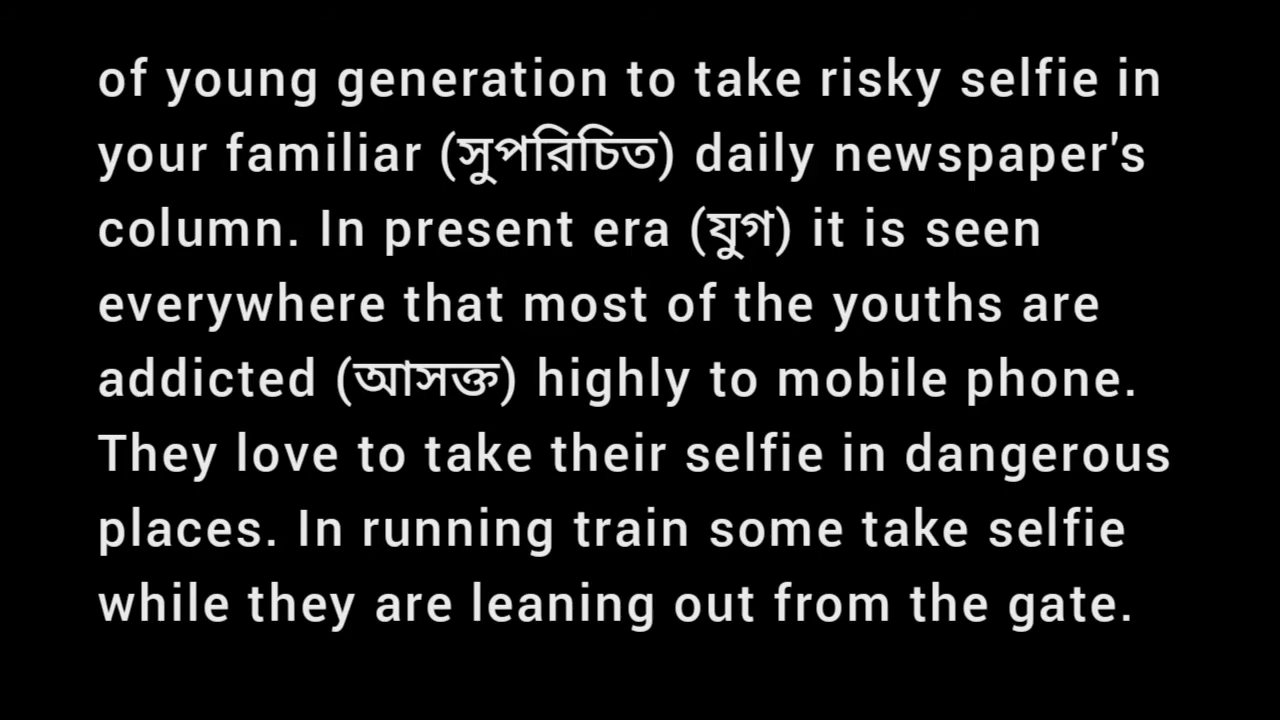 of young generation to take risky selfie in
your familiar (সুপরিচিত) daily newspaper's
column. In present era (যুগ) it is seen
everywhere that most of the youths are
addicted (আসক্ত) highly to mobile phone.
They love to take their selfie in dangerous
places. In running train some take selfie
while they are leaning out from the gate.